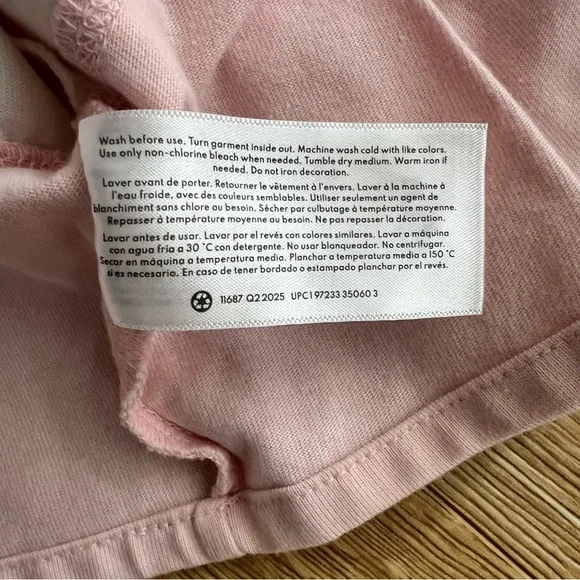 Wash before use. Turn garment inside out. Machine wash cold with like colors.
Use only non-chlorine bleach when needed. Tumble dry medium. Warm iron if
needed. Do not iron decoration.
Laver avant de porter. Retourner le vêtement à l'envers. Laver à la machine à
l'eau froide, avec des couleurs semblables. Utiliser seulement un agent de
blanchiment sans chlore au besoin. Sécher par culbutage à température moyenne.
Repasser à température moyenne au besoin. Ne pas repasser la décoration.
Lavar antes de usar. Lavar por el revés con colores similares. Lavar a máquina
con agua fría a 30 °C con detergente. No usar blanqueador. No centrifugar.
Secar en máquina a temperatura media. Planchar a temperatura media a 150 °C
si es necesario. En caso de tener bordado o estampado planchar por el revés.
11687 Q2 2025 UPC1 97233 35060 3